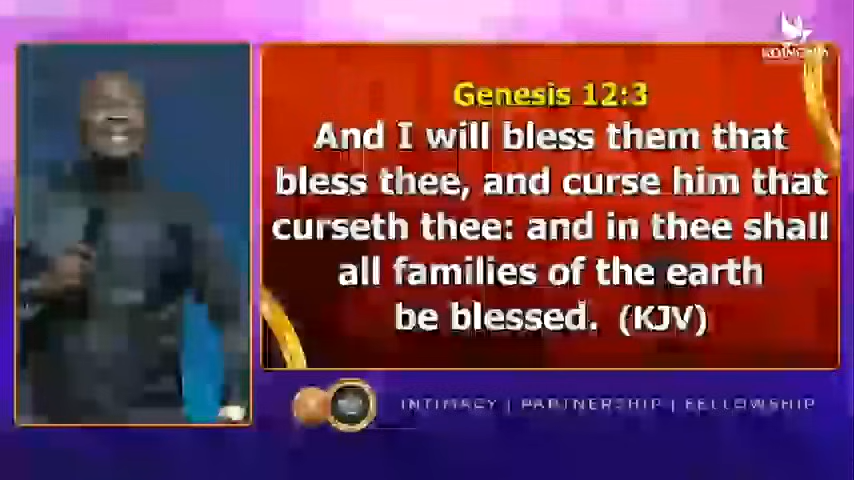 KOINONIA
Genesis 12:3
And I will bless them that
bless thee, and curse him that
curseth thee: and in thee shall
all families of the earth
be blessed. (KJV)
INTIMACY | PARTNERSHIP | FELLOWSHIP